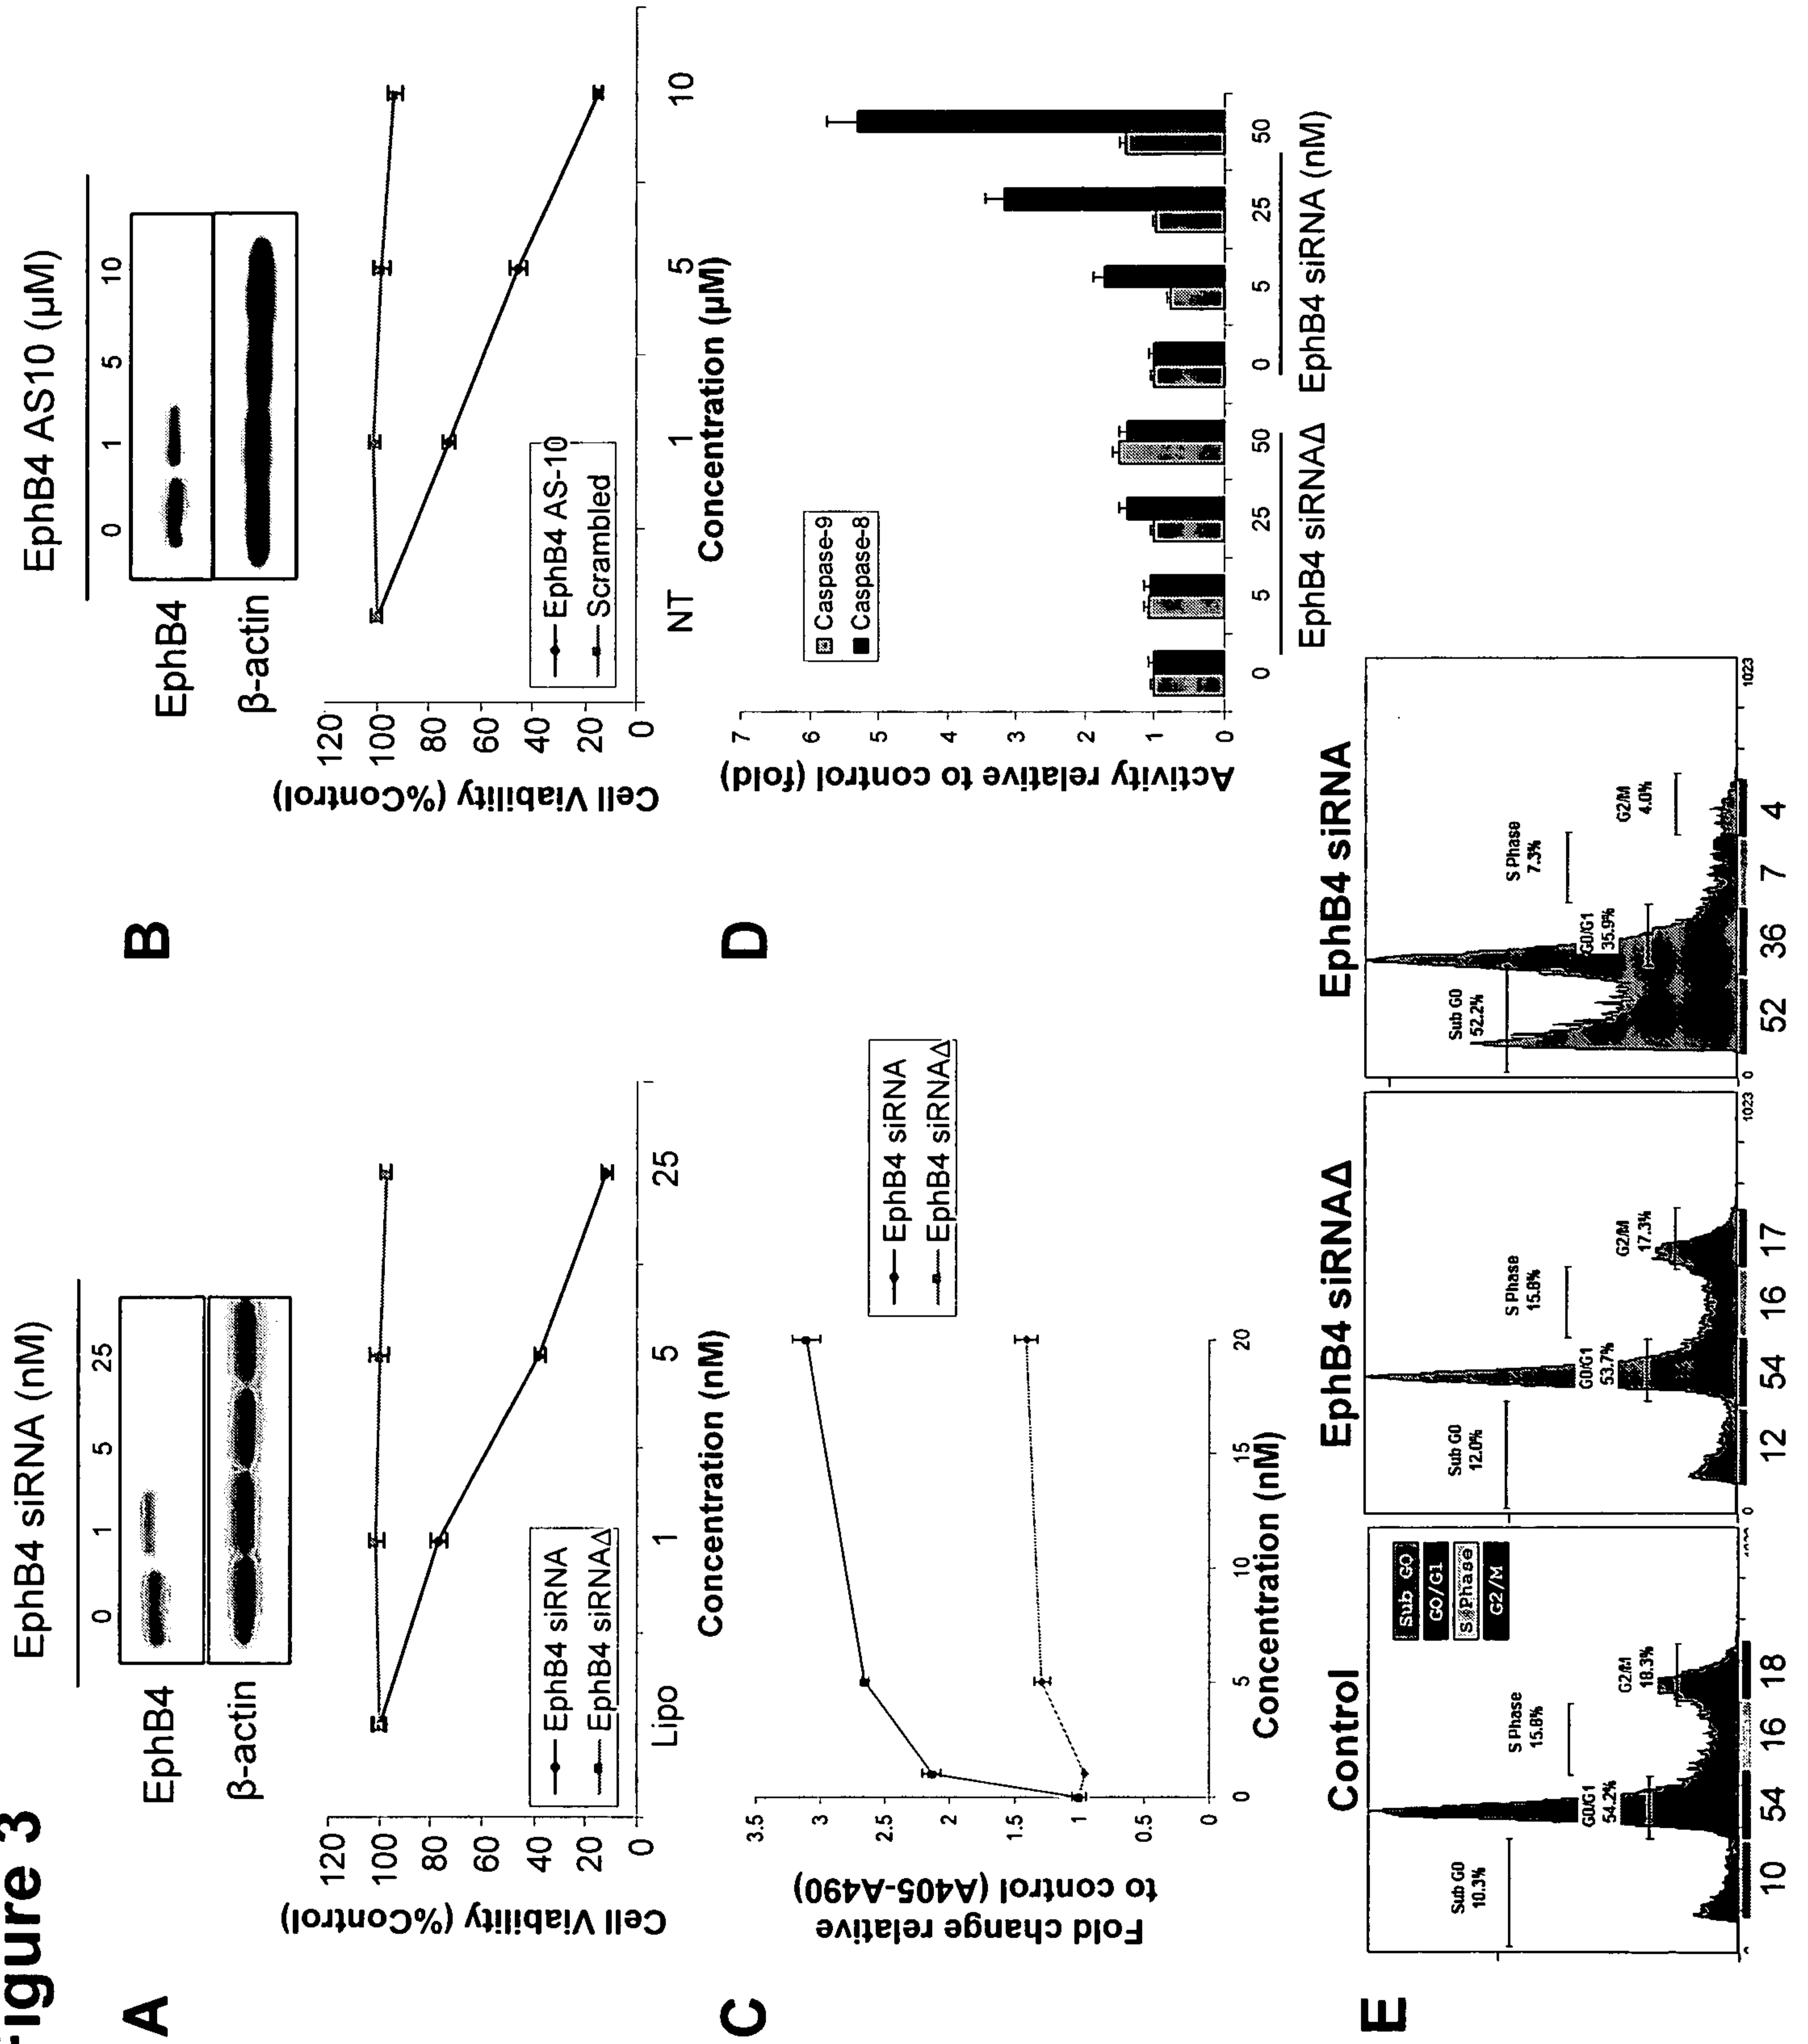 Figure 3
A
EphB4 siRNA (nM)
0 1 5 25
EphB4
β-actin
Cell Viability (%Control)
120
100
80
60
40
20
0
EphB4 siRNA
EphB4 siRNAΔ
Lipo 1 5 25
Concentration (nM)
B
EphB4 AS10 (µM)
0 1 5 10
EphB4
β-actin
Cell Viability (%Control)
120
100
80
60
40
20
0
EphB4 AS-10
Scrambled
NT 1 5 10
Concentration (µM)
C
Fold change relative
to control (A405-A490)
3.5
3
2.5
2
1.5
1
0.5
0
0 5 10 15 20
Concentration (nM)
EphB4 siRNA
EphB4 siRNAΔ
D
Activity relative to control (fold)
7
6
5
4
3
2
1
0
Caspase-9
Caspase-8
0 5 25 50 0 5 25 50
EphB4 siRNAΔ EphB4 siRNA (nM)
E
Control
Sub G0
10.3%
G0/G1
54.2%
S Phase
15.8%
G2/M
18.3%
Sub G0
G0/G1
S Phase
G2/M
10 54 16 18
EphB4 siRNAΔ
Sub G0
12.0%
G0/G1
53.7%
S Phase
15.8%
G2/M
17.3%
0 1023
12 54 16 17
EphB4 siRNA
Sub G0
52.2%
G0/G1
35.9%
S Phase
7.3%
G2/M
4.0%
0 1023
52 36 7 4